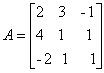 A = [ 2 3 -1
4 1 1
-2 1 1 ]